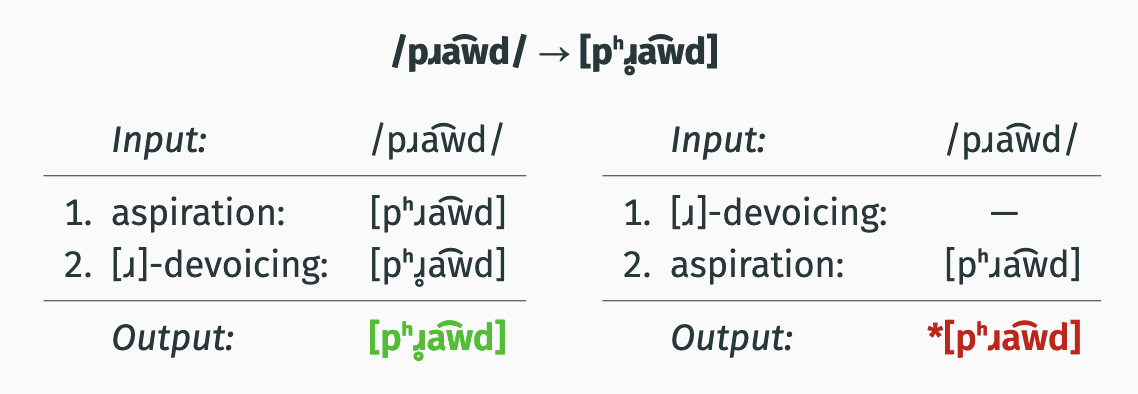 /pɹa͡wd/ → [pʰɹ̥a͡wd]
Input: /pɹa͡wd/
1. aspiration: [pʰɹa͡wd]
2. [ɹ]-devoicing: [pʰɹ̥a͡wd]
Output: [pʰɹ̥a͡wd]
Input: /pɹa͡wd/
1. [ɹ]-devoicing: —
2. aspiration: [pʰɹa͡wd]
Output: *[pʰɹa͡wd]